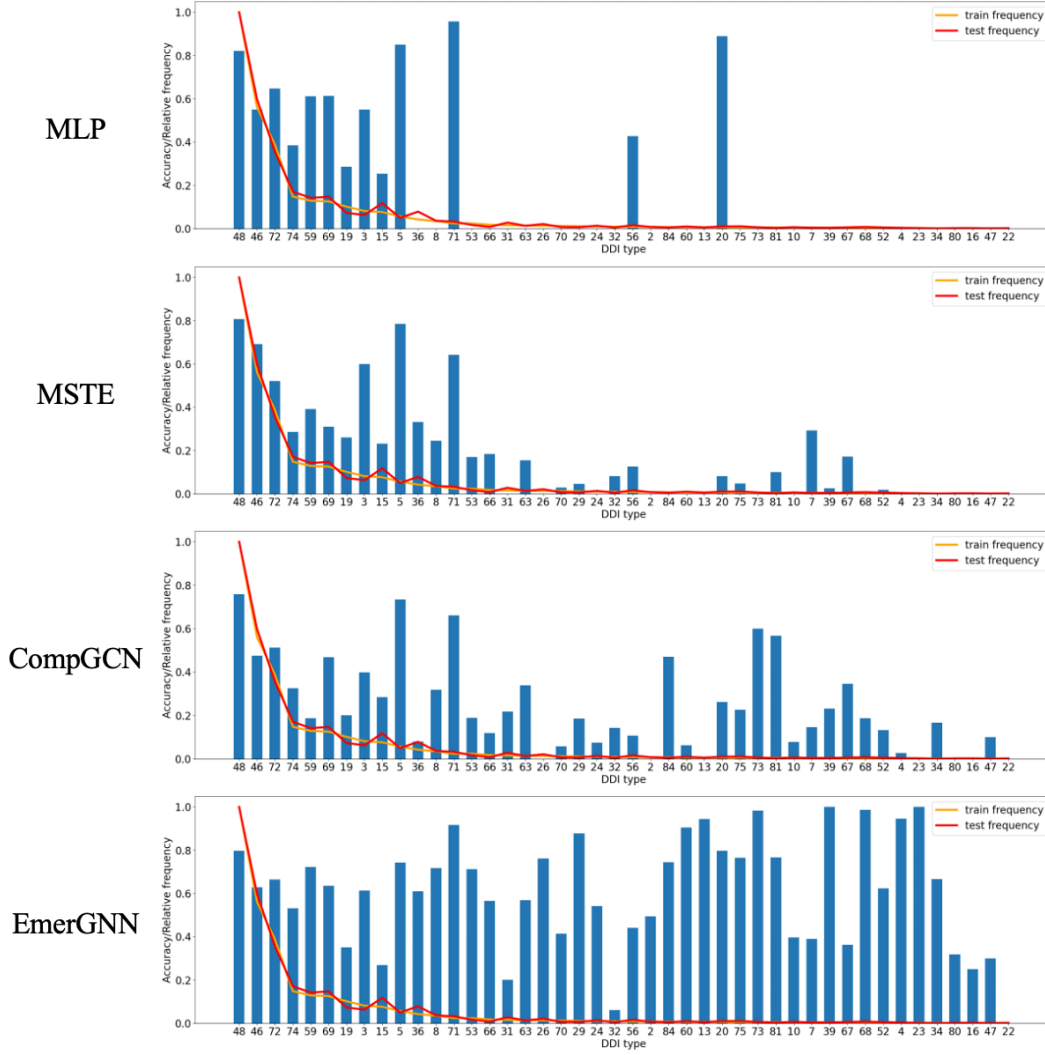 MLP
Accuracy/Relative frequency
1.0
0.8
0.6
0.4
0.2
0.0
train frequency
test frequency
48 46 72 74 59 69 19 3 15 5 36 8 71 53 66 31 63 26 70 29 24 32 56 2 84 60 13 20 75 73 81 10 7 39 67 68 52 4 23 34 80 16 47 22
DDI type
MSTE
Accuracy/Relative frequency
1.0
0.8
0.6
0.4
0.2
0.0
train frequency
test frequency
48 46 72 74 59 69 19 3 15 5 36 8 71 53 66 31 63 26 70 29 24 32 56 2 84 60 13 20 75 73 81 10 7 39 67 68 52 4 23 34 80 16 47 22
DDI type
CompGCN
Accuracy/Relative frequency
1.0
0.8
0.6
0.4
0.2
0.0
train frequency
test frequency
48 46 72 74 59 69 19 3 15 5 36 8 71 53 66 31 63 26 70 29 24 32 56 2 84 60 13 20 75 73 81 10 7 39 67 68 52 4 23 34 80 16 47 22
DDI type
EmerGNN
Accuracy/Relative frequency
1.0
0.8
0.6
0.4
0.2
0.0
train frequency
test frequency
48 46 72 74 59 69 19 3 15 5 36 8 71 53 66 31 63 26 70 29 24 32 56 2 84 60 13 20 75 73 81 10 7 39 67 68 52 4 23 34 80 16 47 22
DDI type